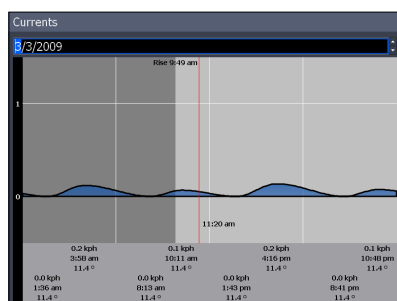 Currents
3/3/2009
Rise 9:49 am
1
0
11:20 am
0.2 kph 0.1 kph 0.2 kph 0.1 kph
3:58 am 10:11 am 4:16 pm 10:48 pm
11.4 ° 11.4 ° 11.4 ° 11.4 °
0.0 kph 0.0 kph 0.0 kph 0.0 kph
1:36 am 8:13 am 1:43 pm 8:41 pm
11.4 ° 11.4 ° 11.4 ° 11.4 °